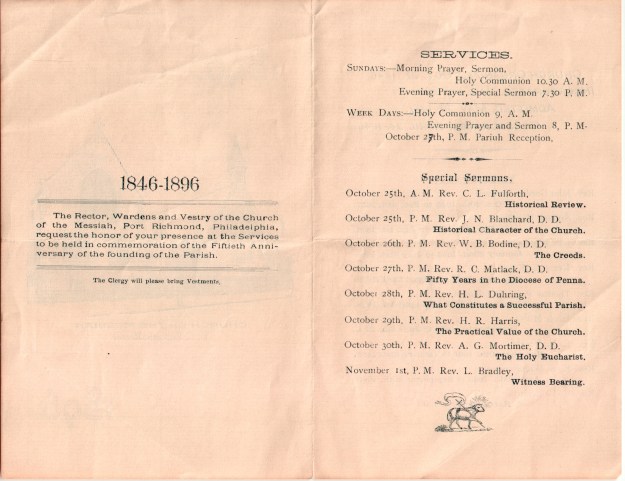 1846-1896
The Rector, Wardens and Vestry of the Church
of the Messiah, Port Richmond, Philadelphia,
request the honor of your presence at the Services
to be held in commemoration of the Fiftieth Anni-
versary of the founding of the Parish.
The Clergy will please bring Vestments.
SERVICES.
SUNDAYS:—Morning Prayer, Sermon,
Holy Communion 10.30 A. M.
Evening Prayer, Special Sermon 7.30 P. M.
WEEK DAYS:—Holy Communion 9, A. M.
Evening Prayer and Sermon 8, P. M.
October 27th, P. M. Parish Reception,
Special Sermons.
October 25th, A. M. Rev. C. L. Fulforth,
Historical Review.
October 25th, P. M. Rev. J. N. Blanchard, D. D.
Historical Character of the Church.
October 26th, P. M. Rev. W. B. Bodine, D. D.
The Creeds.
October 27th, P. M. Rev. R. C. Matlack, D. D.
Fifty Years in the Diocese of Penna.
October 28th, P. M. Rev. H. L. Duhring,
What Constitutes a Successful Parish.
October 29th, P. M. Rev. H. R. Harris,
The Practical Value of the Church.
October 30th, P. M. Rev. A. G. Mortimer, D. D.
The Holy Eucharist.
November 1st, P. M. Rev. L. Bradley,
Witness Bearing.